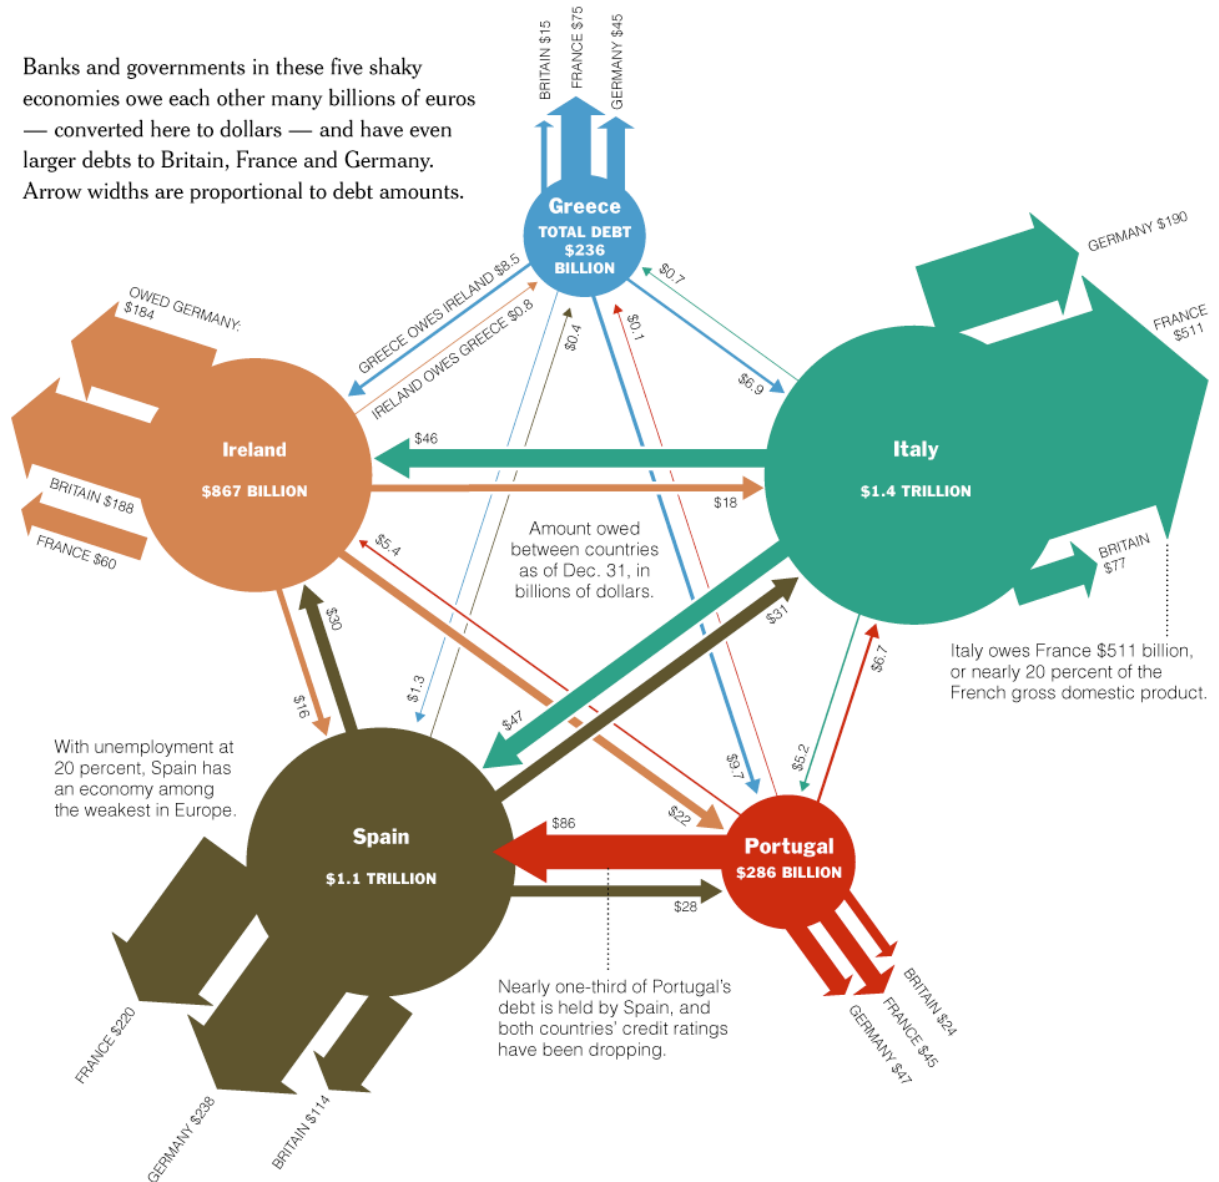 Banks and governments in these five shaky
economies owe each other many billions of euros
— converted here to dollars — and have even
larger debts to Britain, France and Germany.
Arrow widths are proportional to debt amounts.
BRITAIN $15
FRANCE $75
GERMANY $45
Greece
TOTAL DEBT
$236
BILLION
GREECE OWES IRELAND $8.5
IRELAND OWES GREECE $0.8
$0.4
$0.1
$0.7
$6.9
GERMANY $190
FRANCE
$511
OWED GERMANY:
$184
Ireland
$867 BILLION
BRITAIN $188
FRANCE $60
$46
$18
Italy
$1.4 TRILLION
BRITAIN
$77
Amount owed
between countries
as of Dec. 31, in
billions of dollars.
$5.4
$30
$16
$1.3
$47
$31
$6.7
$5.2
$9.7
$22
Italy owes France $511 billion,
or nearly 20 percent of the
French gross domestic product.
With unemployment at
20 percent, Spain has
an economy among
the weakest in Europe.
Spain
$1.1 TRILLION
$86
$28
Portugal
$286 BILLION
Nearly one-third of Portugal's
debt is held by Spain, and
both countries' credit ratings
have been dropping.
FRANCE $220
GERMANY $238
BRITAIN $114
BRITAIN $24
FRANCE $45
GERMANY $47